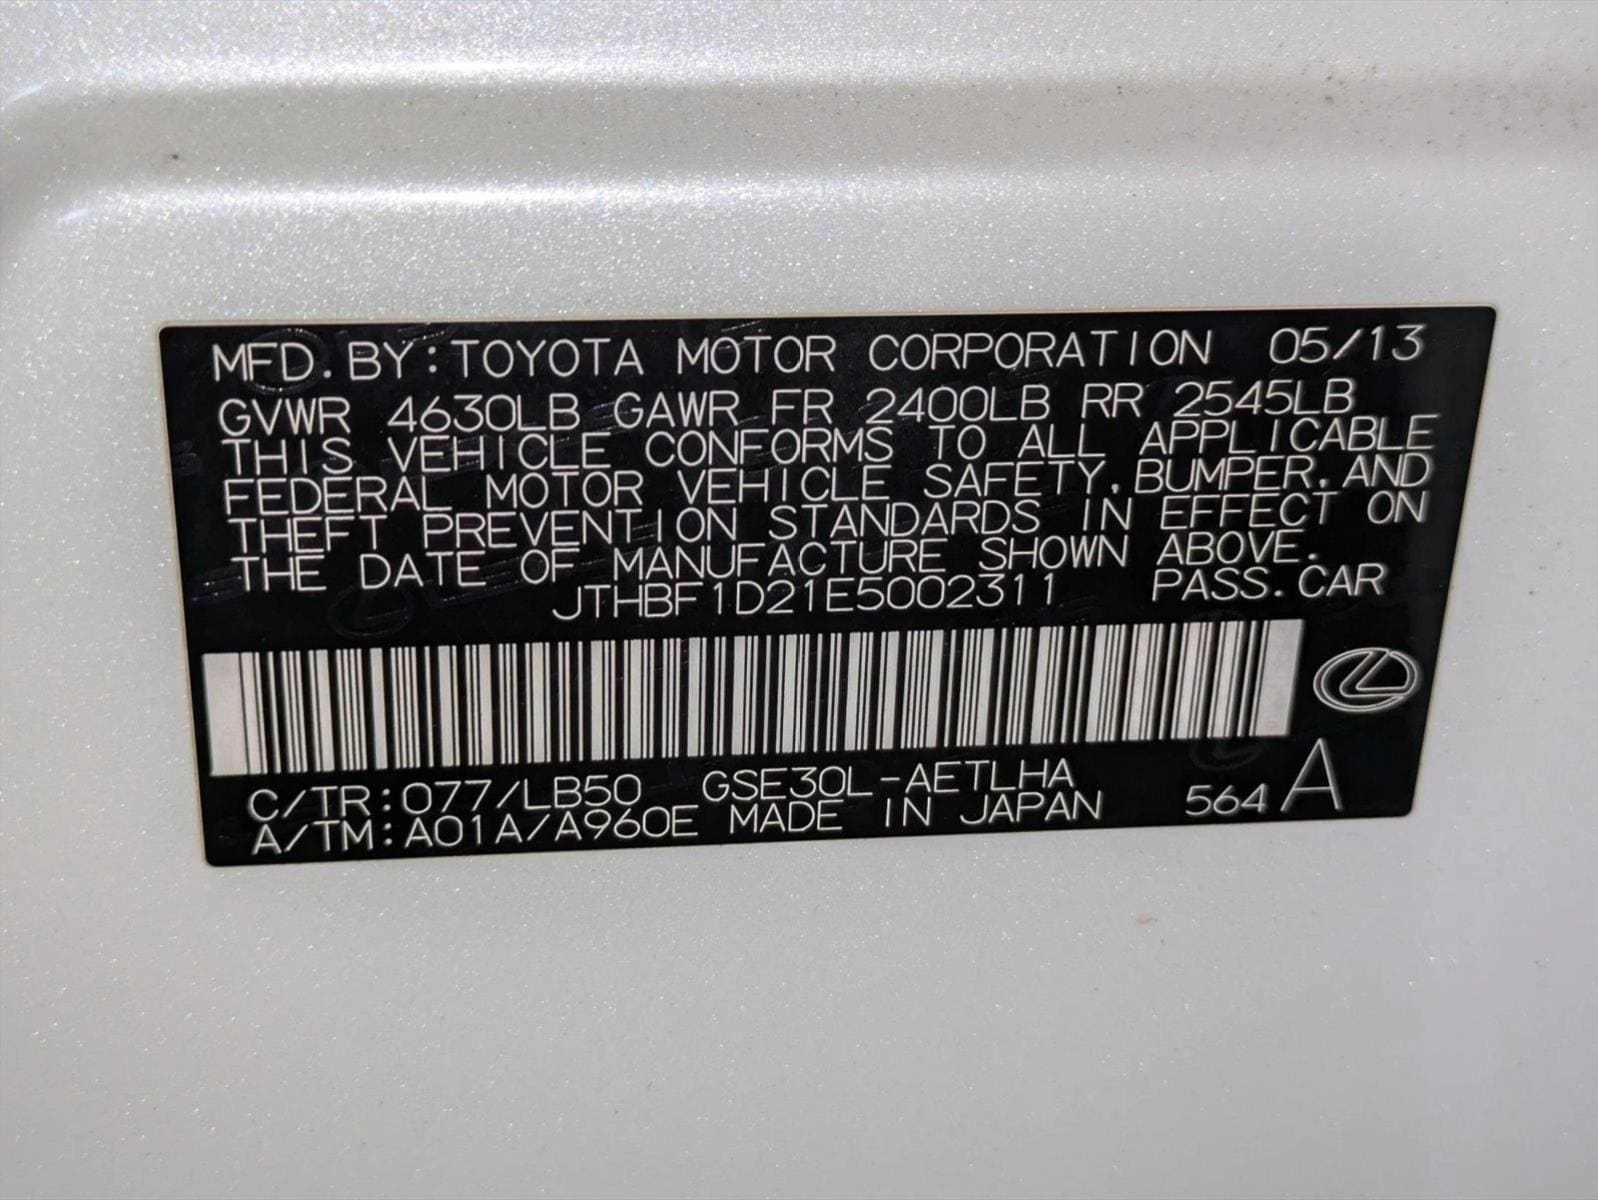 MFD. BY: TOYOTA MOTOR CORPORATION 05/13
GVWR 4630LB GAWR FR 2400LB RR 2545LB
THIS VEHICLE CONFORMS TO ALL APPLICABLE
FEDERAL MOTOR VEHICLE SAFETY, BUMPER, AND
THEFT PREVENTION STANDARDS IN EFFECT ON
THE DATE OF MANUFACTURE SHOWN ABOVE.
JTHBF1D21E5002311 PASS. CAR
C/TR: 077/LB50 GSE30L-AETLHA
A/TM: A01A/A960E MADE IN JAPAN 564 A